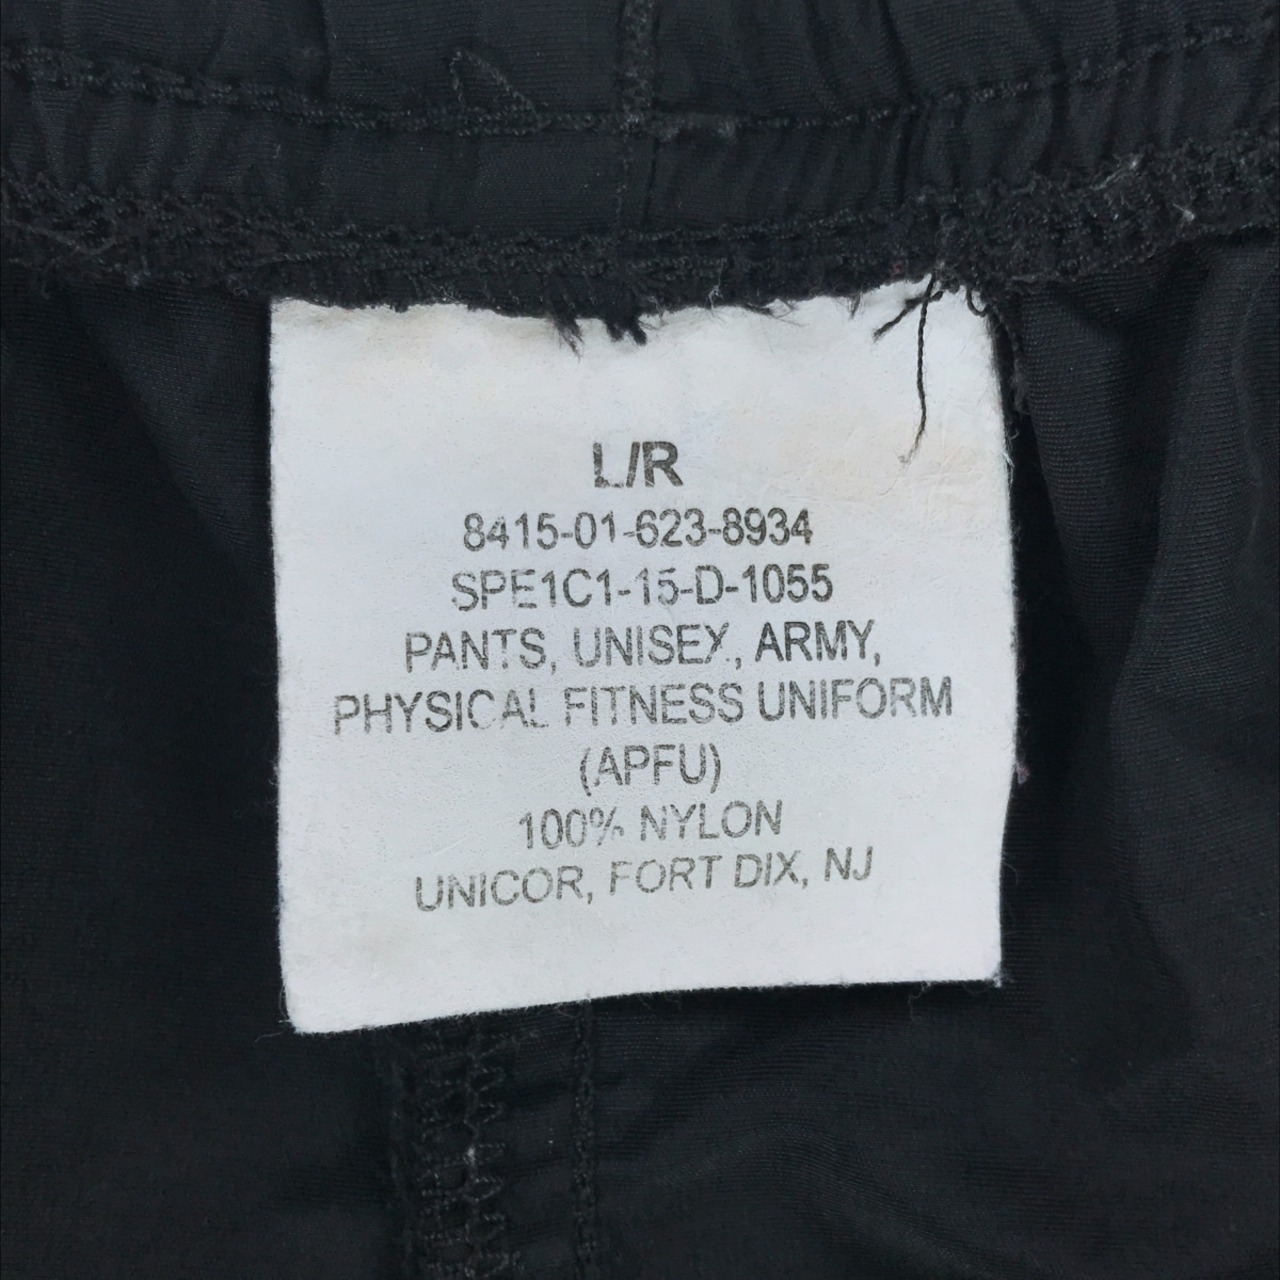 L/R
8415-01-623-8934
SPE1C1-15-D-1055
PANTS, UNISEX, ARMY,
PHYSICAL FITNESS UNIFORM
(APFU)
100% NYLON
UNICOR, FORT DIX, NJ